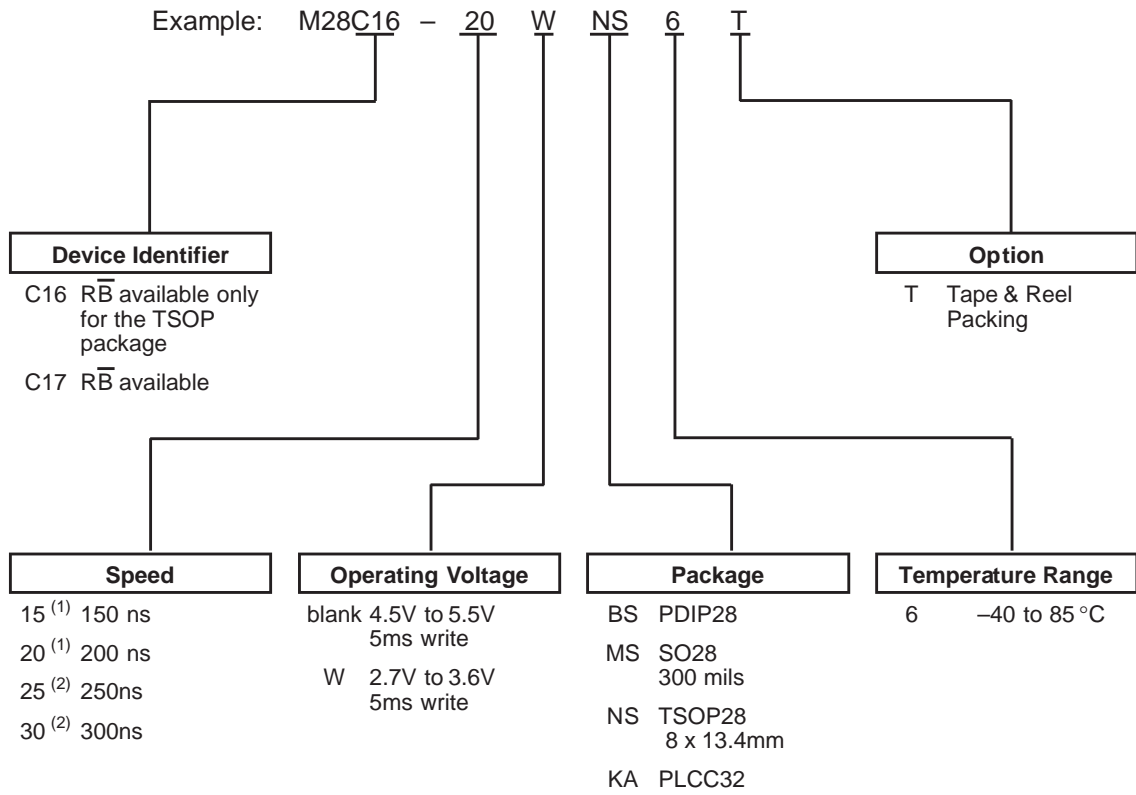 Example: M28C16 – 20 W NS 6 T
Device Identifier
C16 RB̅ available only
for the TSOP
package
C17 RB̅ available
Option
T Tape & Reel
Packing
Speed
15 (1) 150 ns
20 (1) 200 ns
25 (2) 250ns
30 (2) 300ns
Operating Voltage
blank 4.5V to 5.5V
5ms write
W 2.7V to 3.6V
5ms write
Package
BS PDIP28
MS SO28
300 mils
NS TSOP28
8 x 13.4mm
KA PLCC32
Temperature Range
6 –40 to 85 °C